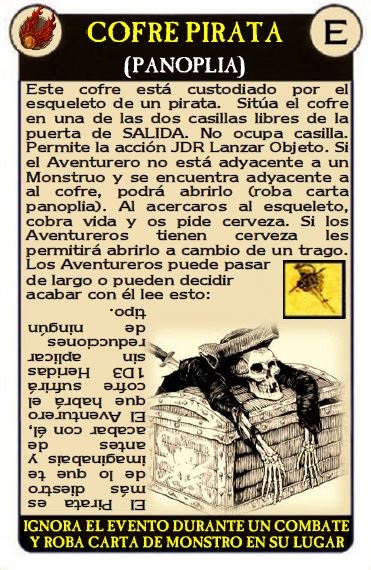 COFRE PIRATA
E
(PANOPLIA)
Este cofre está custodiado por el
esqueleto de un pirata. Sitúa el cofre
en una de las dos casillas libres de la
puerta de SALIDA. No ocupa casilla.
Permite la acción JDR Lanzar Objeto. Si
el Aventurero no está adyacente a un
Monstruo y se encuentra adyacente a
al cofre, podrá abrirlo (roba carta
panoplia). Al acercaros al esqueleto,
cobra vida y os pide cerveza. Si los
Aventureros tienen cerveza les
permitirá abrirlo a cambio de un trago.
Los Aventureros puede pasar
de largo o pueden decidir
acabar con él lee esto:
El Pirata es
más diestro
de lo que te
imaginabais y
antes de
acabar con él,
El Aventurero
que habrá el
cofre sufrirá
1D3 Heridas
sin aplicar
reducciones
de ningún
tipo.
IGNORA EL EVENTO DURANTE UN COMBATE
Y ROBA CARTA DE MONSTRO EN SU LUGAR